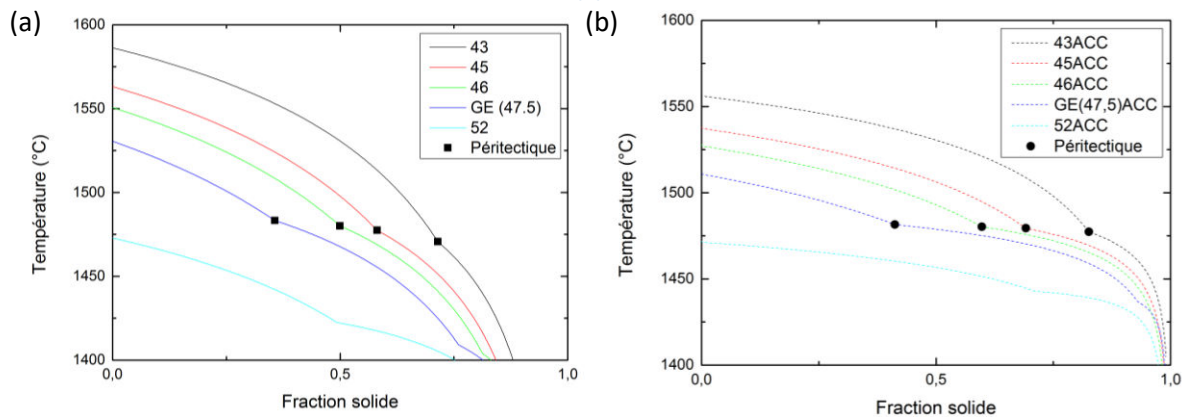 (a)
1600
1550
1500
1450
1400
Température (°C)
0,0
0,5
1,0
Fraction solide
43
45
46
GE (47.5)
52
Péritectique
(b)
1600
1550
1500
1450
1400
Température (°C)
0,0
0,5
1,0
Fraction solide
43ACC
45ACC
46ACC
GE(47,5)ACC
52ACC
Péritectique